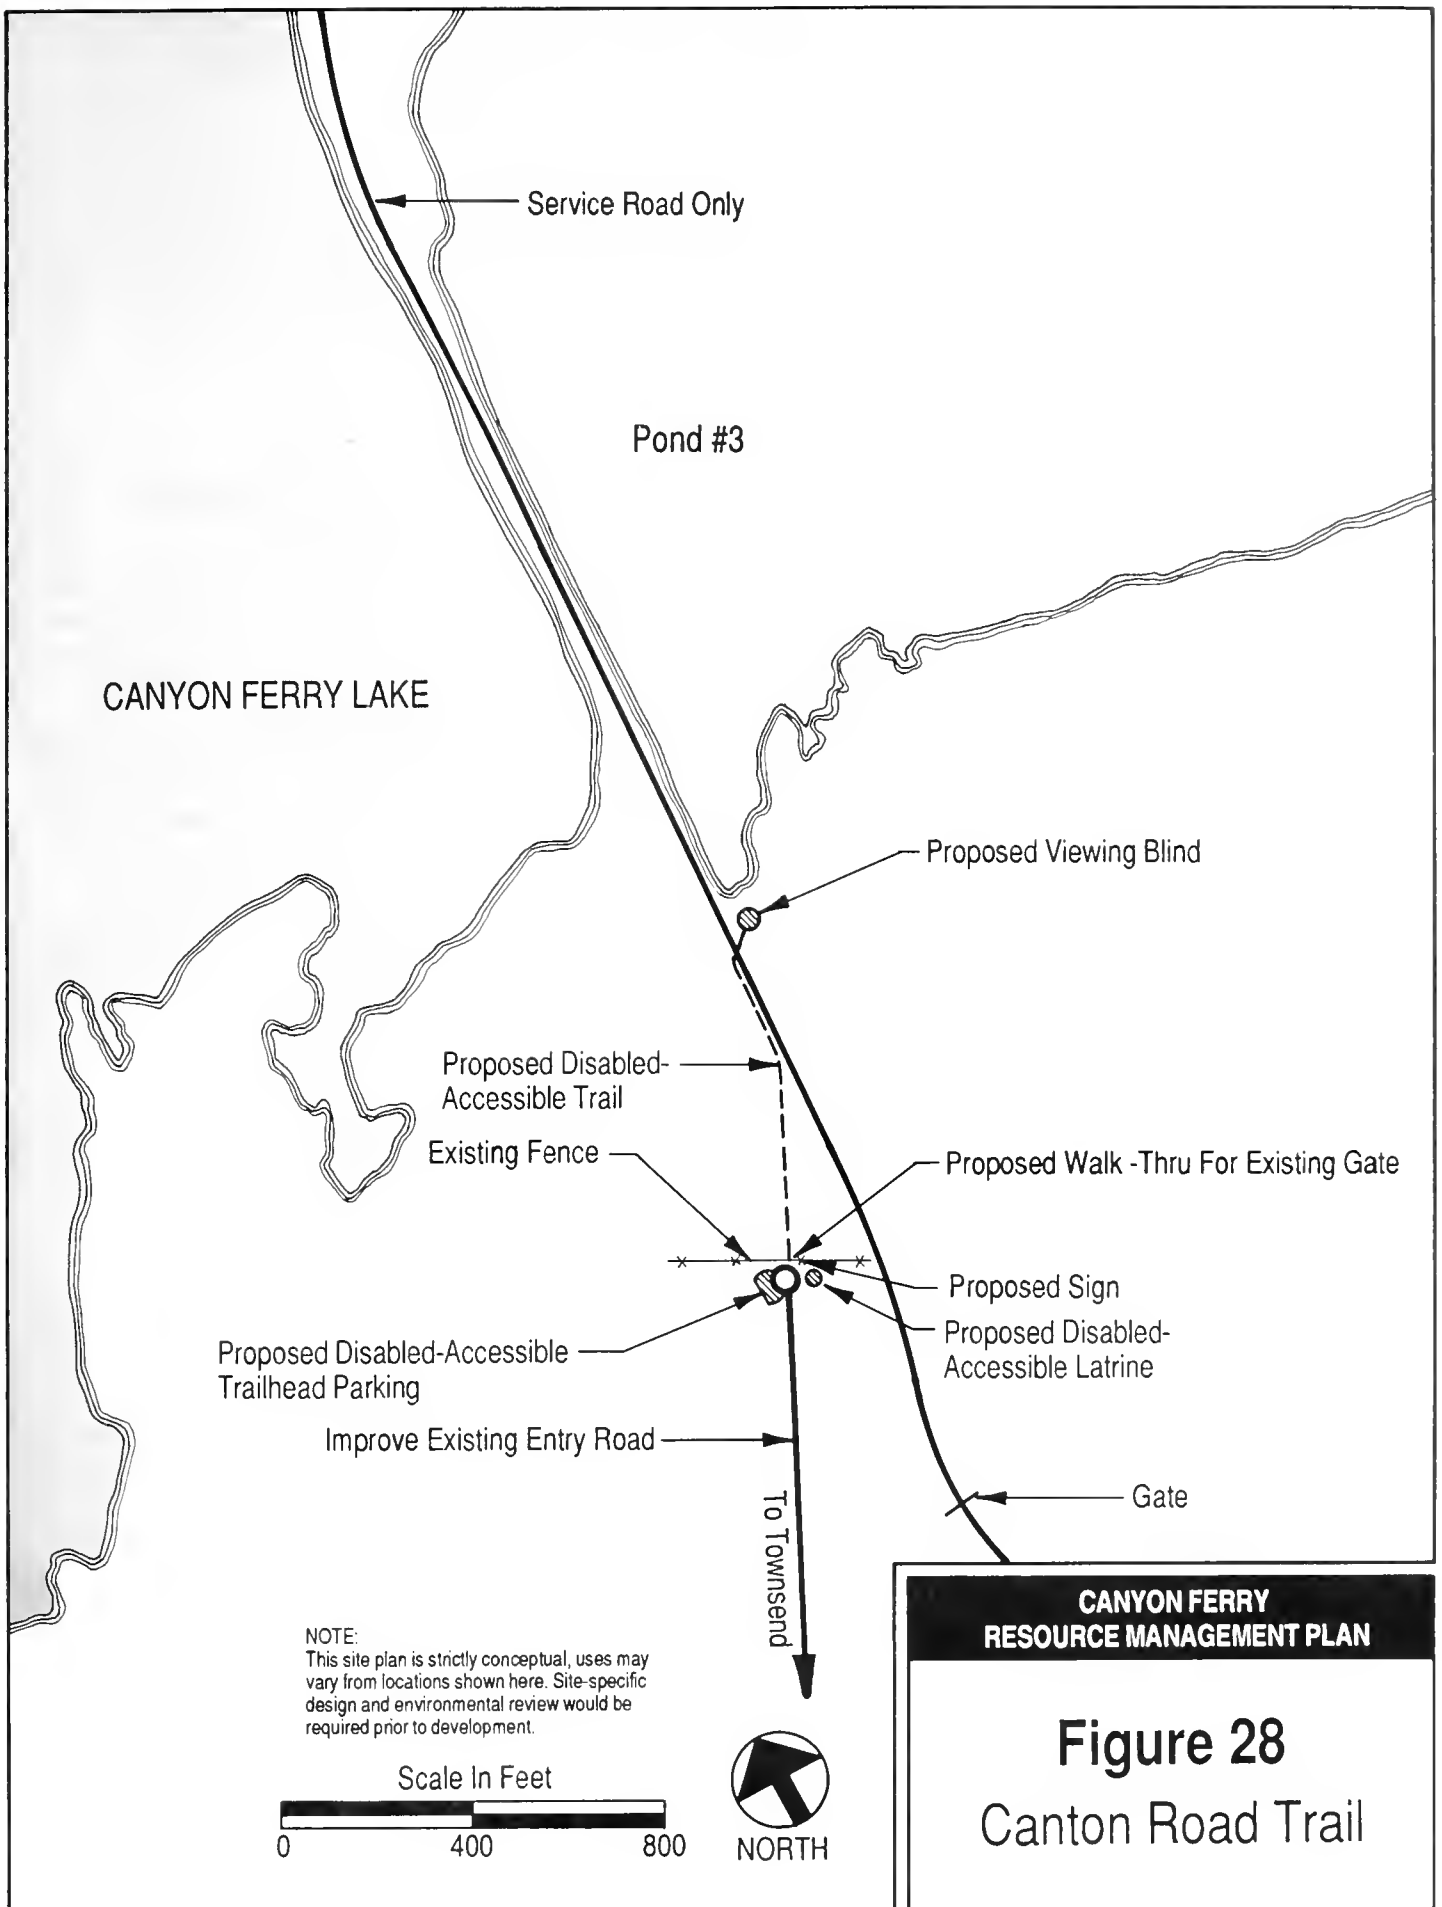 Service Road Only
Pond #3
CANYON FERRY LAKE
Proposed Viewing Blind
Proposed Disabled-
Accessible Trail
Existing Fence
Proposed Walk -Thru For Existing Gate
Proposed Sign
Proposed Disabled-
Accessible Latrine
Proposed Disabled-Accessible
Trailhead Parking
Improve Existing Entry Road
Gate
To Townsend
NOTE:
This site plan is strictly conceptual, uses may
vary from locations shown here. Site-specific
design and environmental review would be
required prior to development.
Scale In Feet
0 400 800
NORTH
CANYON FERRY
RESOURCE MANAGEMENT PLAN
Figure 28
Canton Road Trail